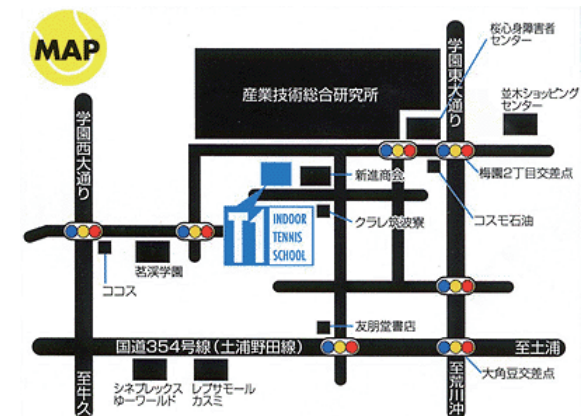 MAP
産業技術総合研究所
桜心身障害者
センター
学園東大通り
並木ショッピング
センター
学園西大通り
新進商会
梅園2丁目交差点
コスモ石油
クラレ筑波寮
T1
INDOOR
TENNIS
SCHOOL
茗溪学園
ココス
友朋堂書店
国道354号線(土浦野田線)
至土浦
大角豆交差点
シネプレックス
ゆーワールド
レプサモール
カスミ
至牛久
至荒川沖